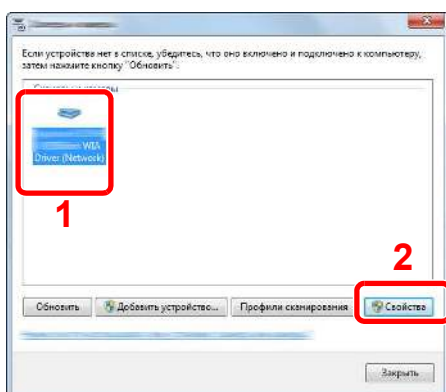 Если устройства нет в списке, убедитесь, что оно включено и подключено к компьютеру,
затем нажмите кнопку "Обновить".
WIA
Driver (Network)
1
2
Обновить
Добавить устройство...
Профили сканирования
Свойства
Закрыть